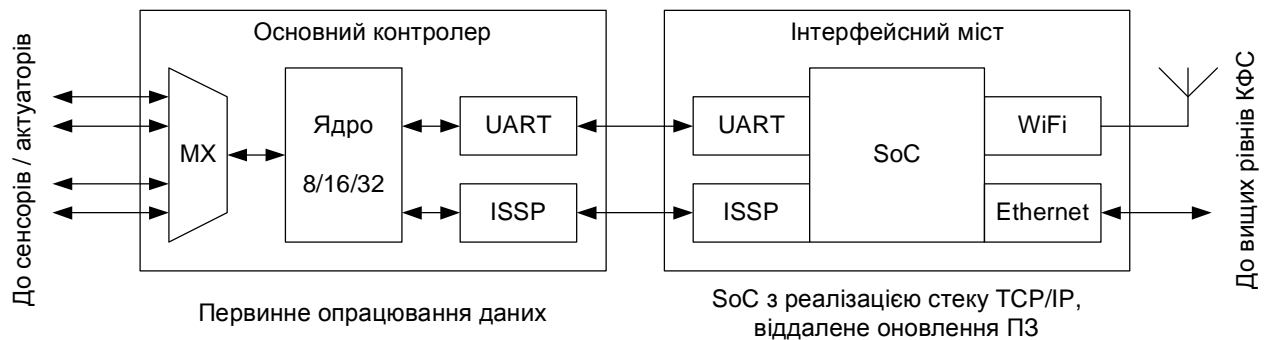 До сенсорів / актуаторів
Основний контролер
MX
Ядро
8/16/32
UART
ISSP
Первинне опрацювання даних
Інтерфейсний міст
UART
ISSP
SoC
WiFi
Ethernet
SoC з реалізацією стеку TCP/IP,
віддалене оновлення ПЗ
До вищих рівнів КФС